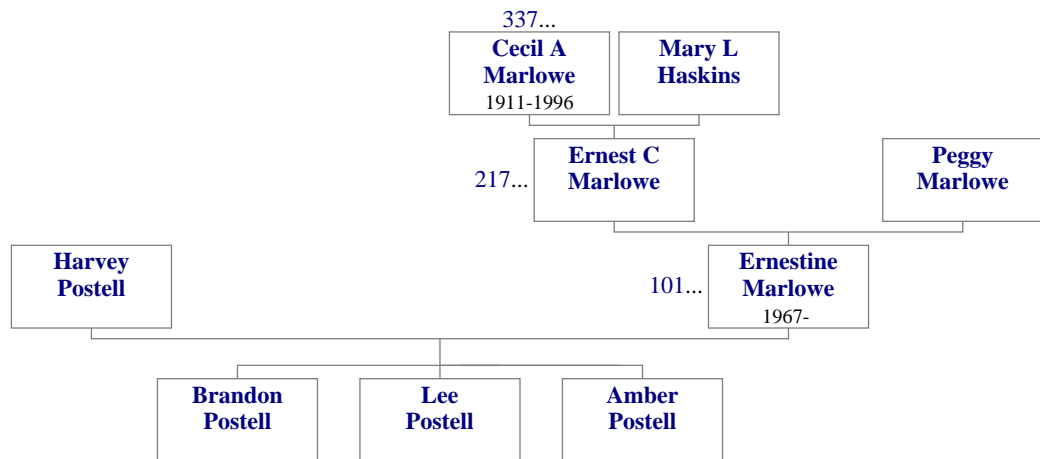 337...
Cecil A
Marlowe
1911-1996
Mary L
Haskins
217...
Ernest C
Marlowe
Peggy
Marlowe
Harvey
Postell
101...
Ernestine
Marlowe
1967-
Brandon
Postell
Lee
Postell
Amber
Postell